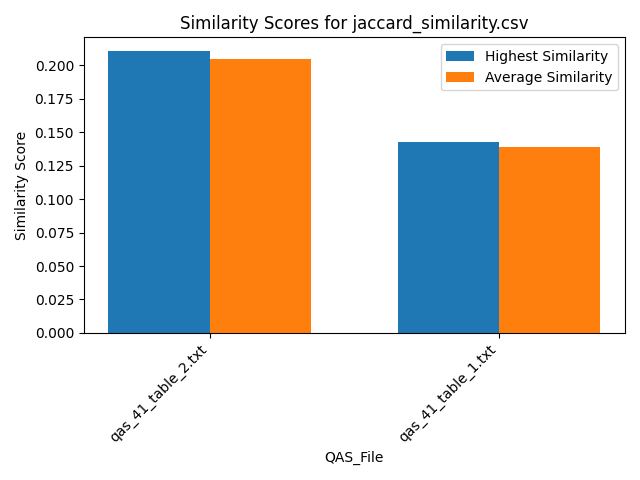 Similarity Scores for jaccard_similarity.csv
Highest Similarity
Average Similarity
Similarity Score
0.200
0.175
0.150
0.125
0.100
0.075
0.050
0.025
0.000
qas_41_table_2.txt
qas_41_table_1.txt
QAS_File